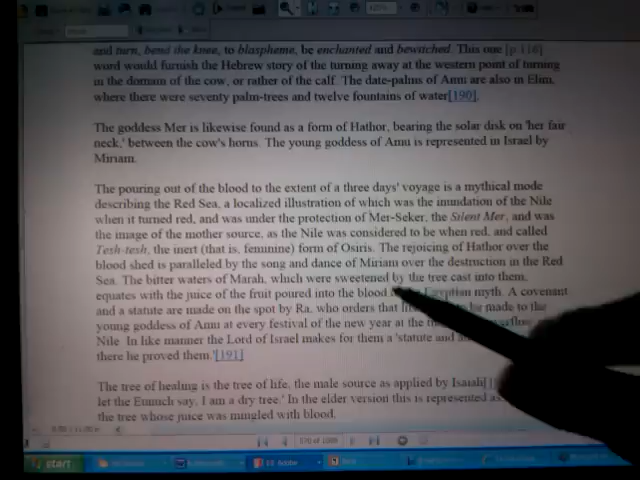 and turn, bend the knee, to blaspheme, be enchanted and bewitched. This one [p.116]
word would furnish the Hebrew story of the turning away at the western point of turning
in the domain of the cow, or rather of the calf. The date-palms of Amu are also in Elim,
where there were seventy palm-trees and twelve fountains of water[190].
The goddess Mer is likewise found as a form of Hathor, bearing the solar disk on 'her fair
neck,' between the cow's horns. The young goddess of Amu is represented in Israel by
Miriam.
The pouring out of the blood to the extent of a three days' voyage is a mythical mode
describing the Red Sea, a localized illustration of which was the inundation of the Nile
when it turned red, and was under the protection of Mer-Seker, the Silent Mer, and was
the image of the mother source, as the Nile was considered to be when red, and called
Tesh-tesh, the inert (that is, feminine) form of Osiris. The rejoicing of Hathor over the
blood shed is paralleled by the song and dance of Miriam over the destruction in the Red
Sea. The bitter waters of Marah, which were sweetened by the tree cast into them,
equates with the juice of the fruit poured into the blood Egyptian myth. A covenant
and a statute are made on the spot by Ra, who orders that be made to the
young goddess of Amu at every festival of the new year at the
Nile. In like manner the Lord of Israel makes for them a 'statute and
there he proved them.'[191]
The tree of healing is the tree of life, the male source as applied by Isaiah[
let the Eunuch say, I am a dry tree.' In the elder version this is represented as
the tree whose juice was mingled with blood.
start